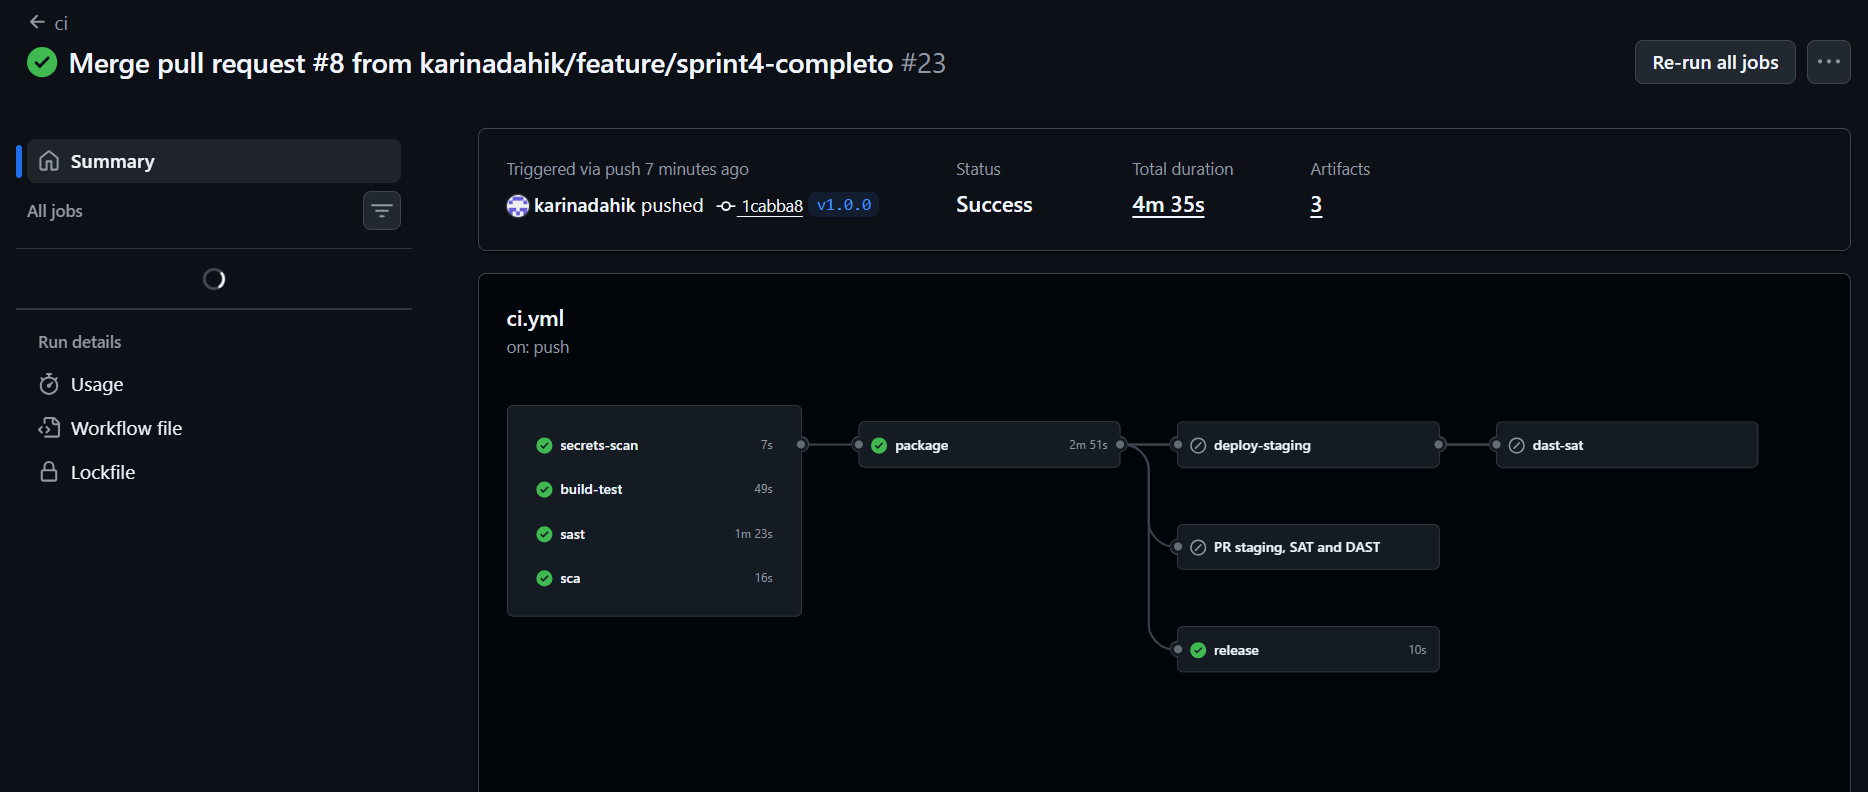 ci
Merge pull request #8 from karinadahik/feature/sprint4-completo #23
Re-run all jobs
Summary
All jobs
Run details
Usage
Workflow file
Lockfile
Triggered via push 7 minutes ago
karinadahik pushed 1cabba8 v1.0.0
Status
Success
Total duration
4m 35s
Artifacts
3
ci.yml
on: push
secrets-scan 7s
build-test 49s
sast 1m 23s
sca 16s
package 2m 51s
deploy-staging
dast-sat
PR staging, SAT and DAST
release 10s